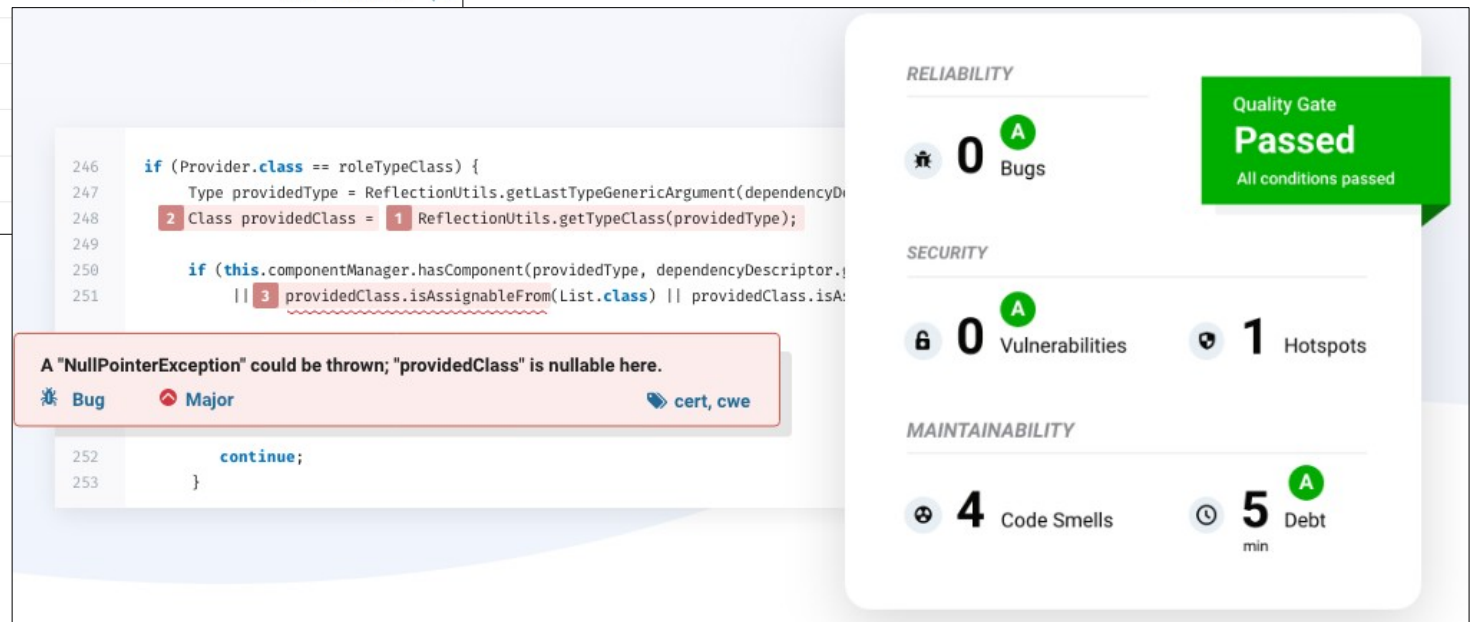 246 if (Provider.class == roleTypeClass) {
247 Type providedType = ReflectionUtils.getLastTypeGenericArgument(dependencyD
248 2 Class providedClass = 1 ReflectionUtils.getTypeClass(providedType);
249
250 if (this.componentManager.hasComponent(providedType, dependencyDescriptor.
251 || 3 providedClass.isAssignableFrom(List.class) || providedClass.isA
A "NullPointerException" could be thrown; "providedClass" is nullable here.
Bug Major cert, cwe
252 continue;
253 }
RELIABILITY
0 A Bugs
Quality Gate
Passed
All conditions passed
SECURITY
0 A Vulnerabilities
1 Hotspots
MAINTAINABILITY
4 Code Smells
5 min A Debt